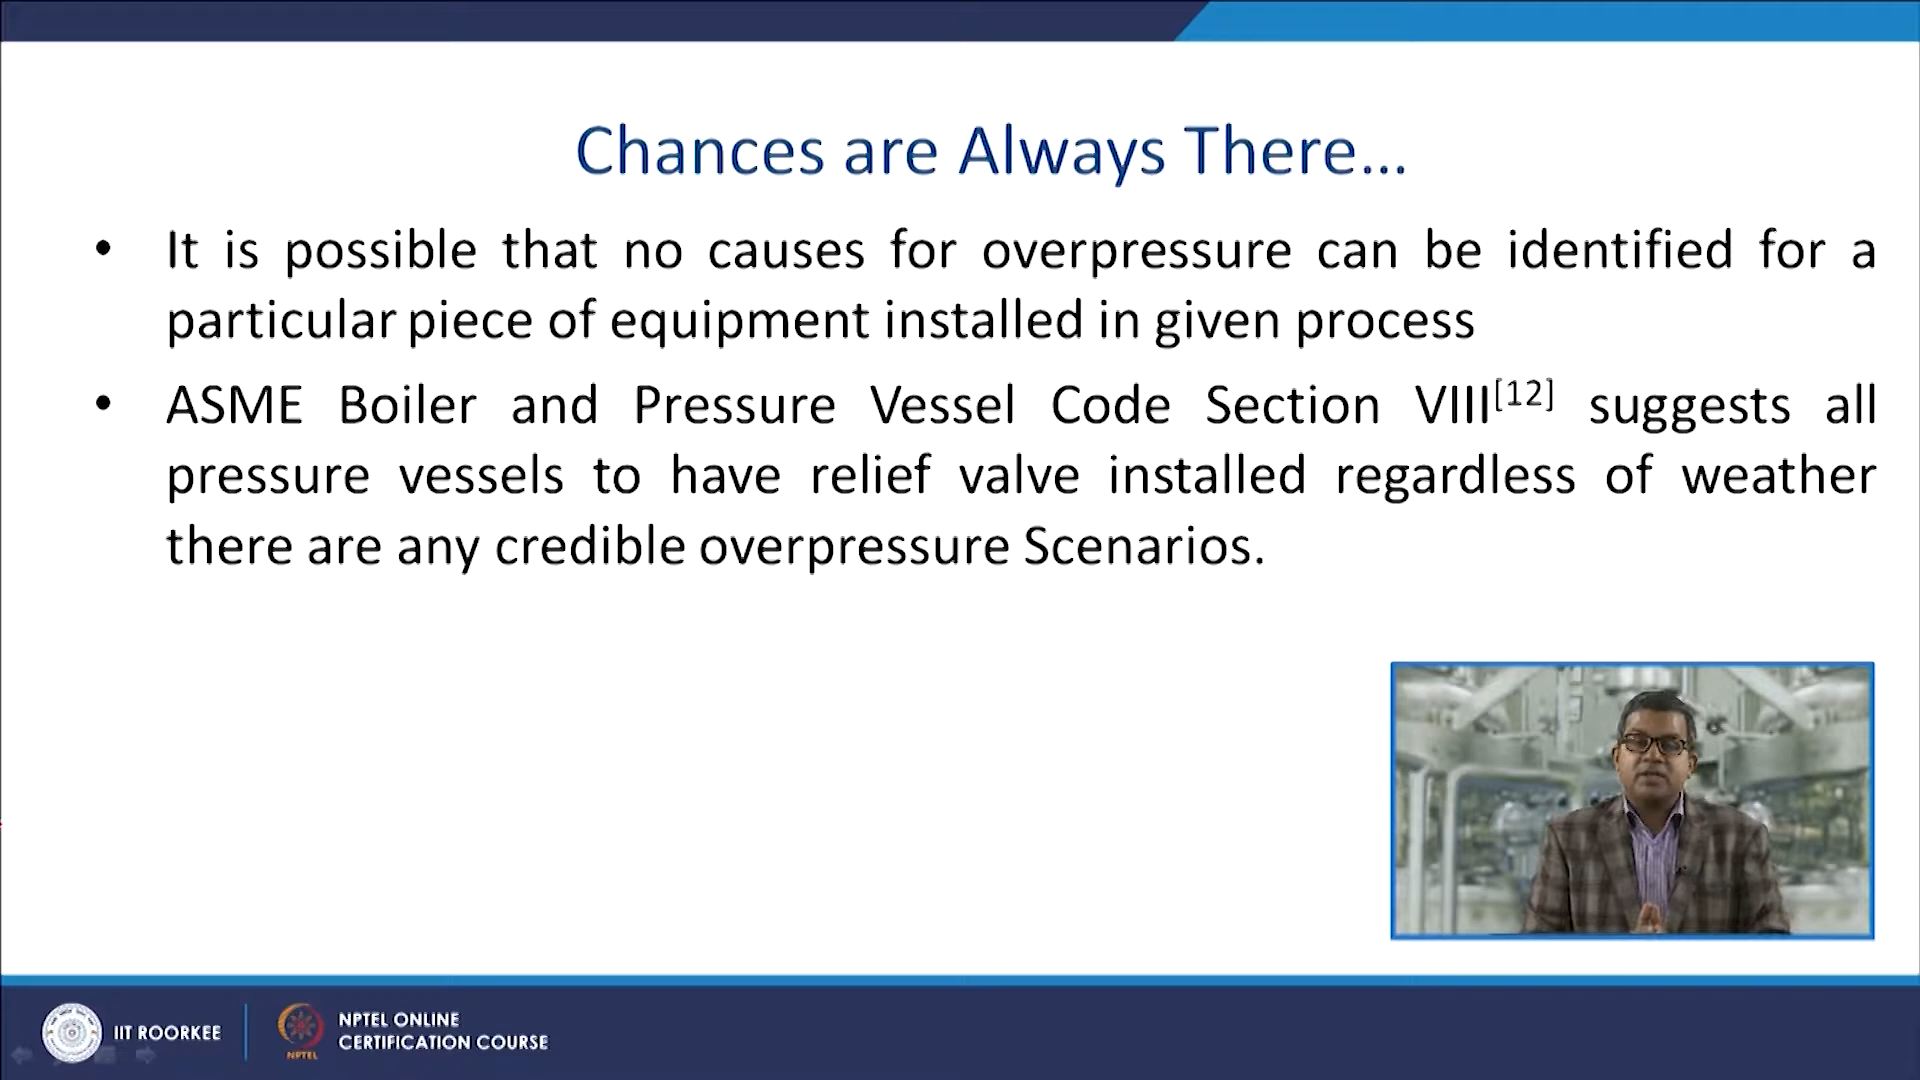 Chances are Always There...
• It is possible that no causes for overpressure can be identified for a
particular piece of equipment installed in given process
• ASME Boiler and Pressure Vessel Code Section VIII[12] suggests all
pressure vessels to have relief valve installed regardless of weather
there are any credible overpressure Scenarios.
IIT ROORKEE
NPTEL
NPTEL ONLINE
CERTIFICATION COURSE